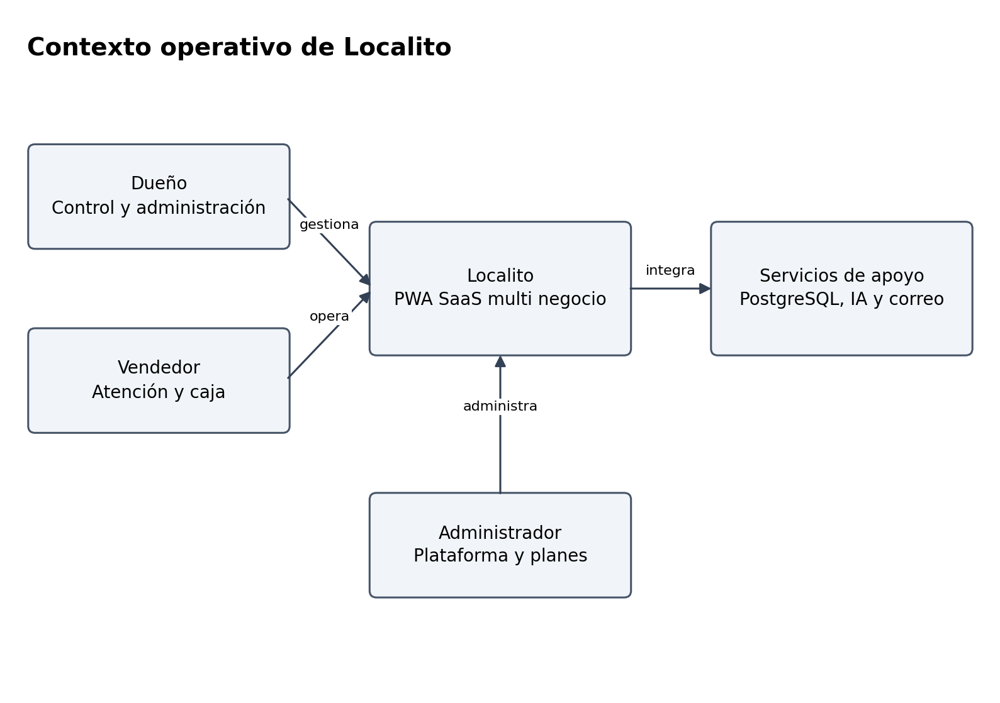 Contexto operativo de Localito
Dueño
Control y administración
gestiona
Vendedor
Atención y caja
opera
Localito
PWA SaaS multi negocio
integra
Servicios de apoyo
PostgreSQL, IA y correo
administra
Administrador
Plataforma y planes